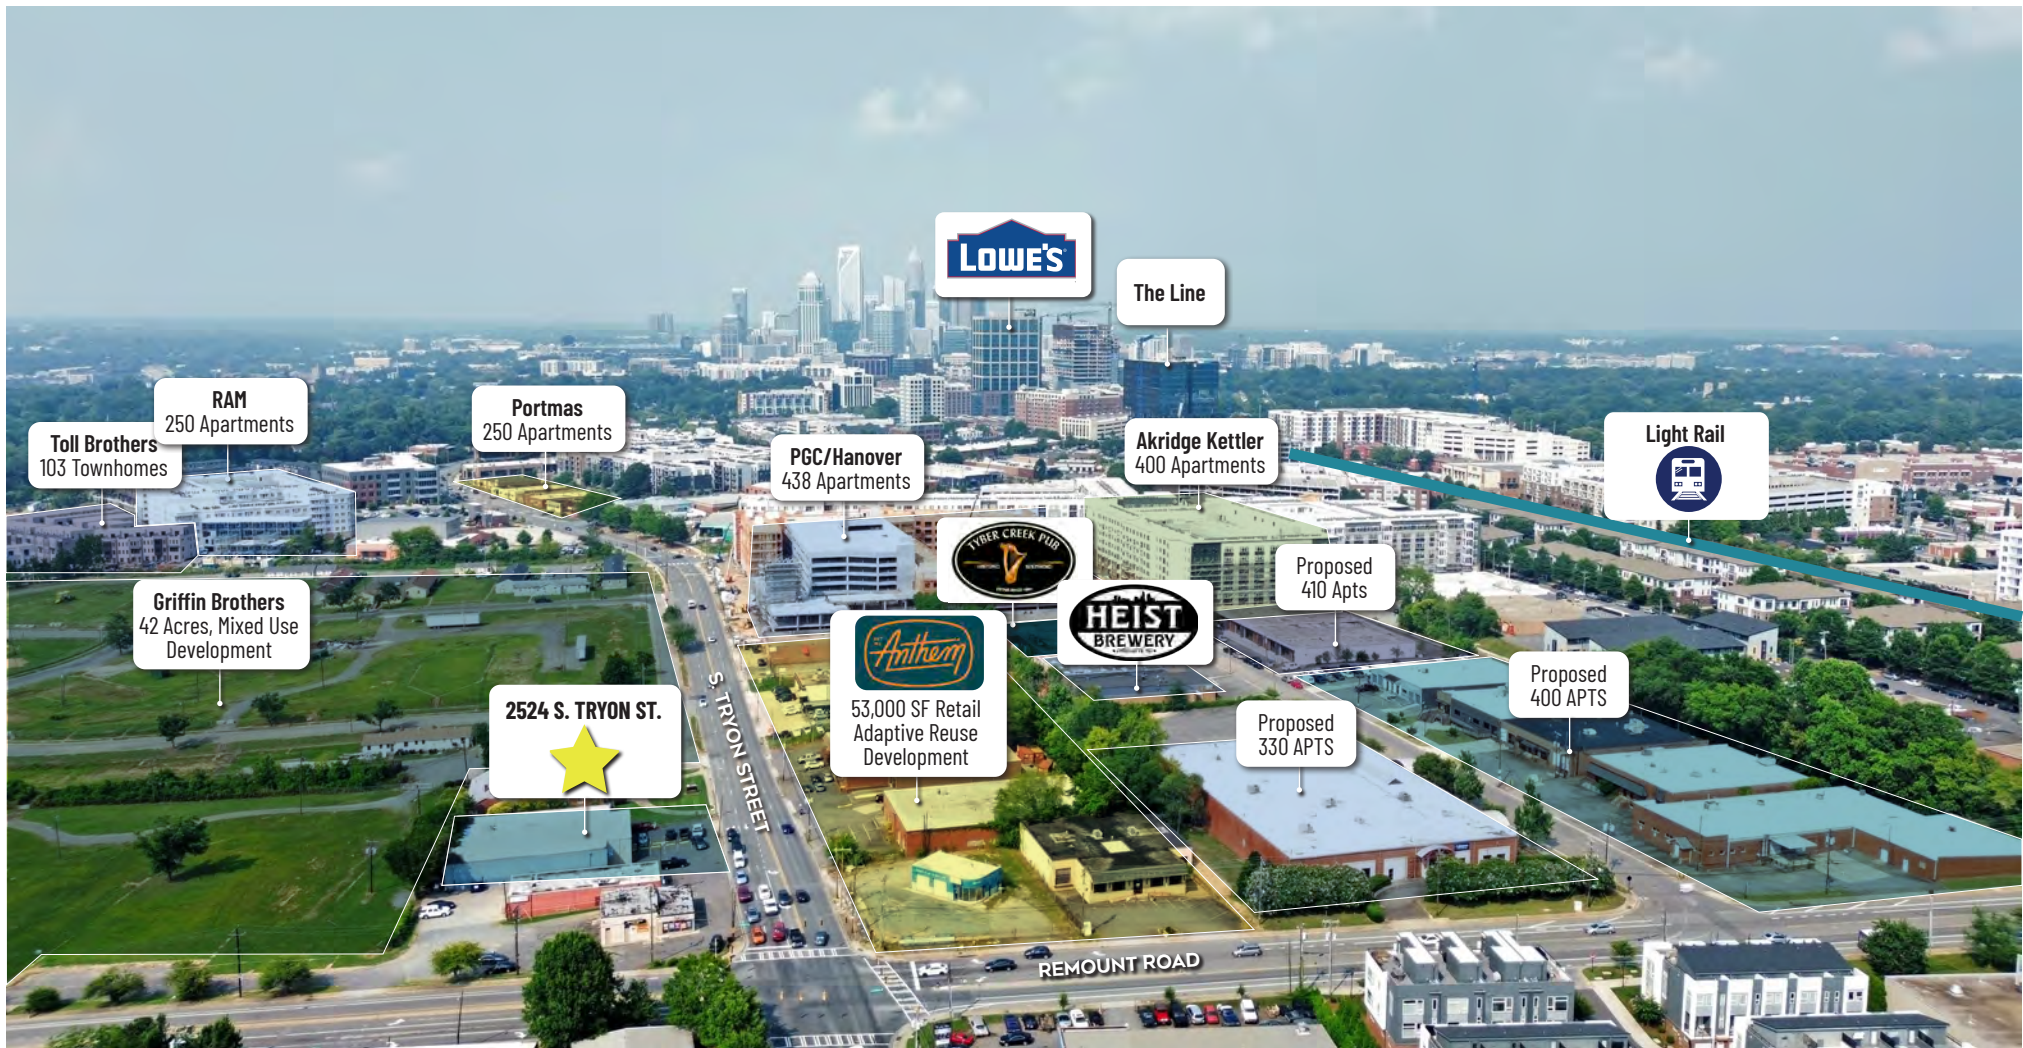 LOWE'S
The Line
RAM
250 Apartments
Toll Brothers
103 Townhomes
Portmas
250 Apartments
PGC/Hanover
438 Apartments
Akridge Kettler
400 Apartments
Light Rail
TYBER CREEK PUB
HEIST
BREWERY
Proposed
410 Apts
Griffin Brothers
42 Acres, Mixed Use
Development
Anthem
53,000 SF Retail
Adaptive Reuse
Development
2524 S. TRYON ST.
S. TRYON STREET
Proposed
400 APTS
Proposed
330 APTS
REMOUNT ROAD